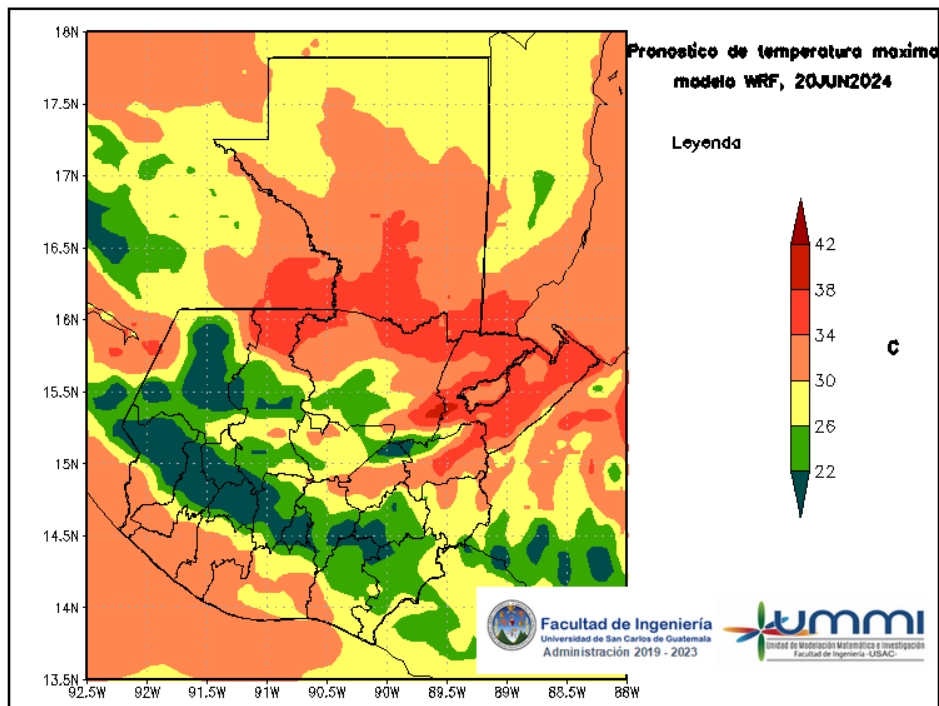 Pronostico de temperatura maxima
modelo WRF, 20JUN2024
Leyenda
42
38
34
30
26
22
C
18N
17.5N
17N
16.5N
16N
15.5N
15N
14.5N
14N
13.5N
92.5W 92W 91.5W 91W 90.5W 90W 89.5W 89W 88.5W 88W
Facultad de Ingeniería
Universidad de San Carlos de Guatemala
Administración 2019 - 2023
ummi
Unidad de Modelación Matemática e Investigación
Facultad de Ingeniería -USAC-